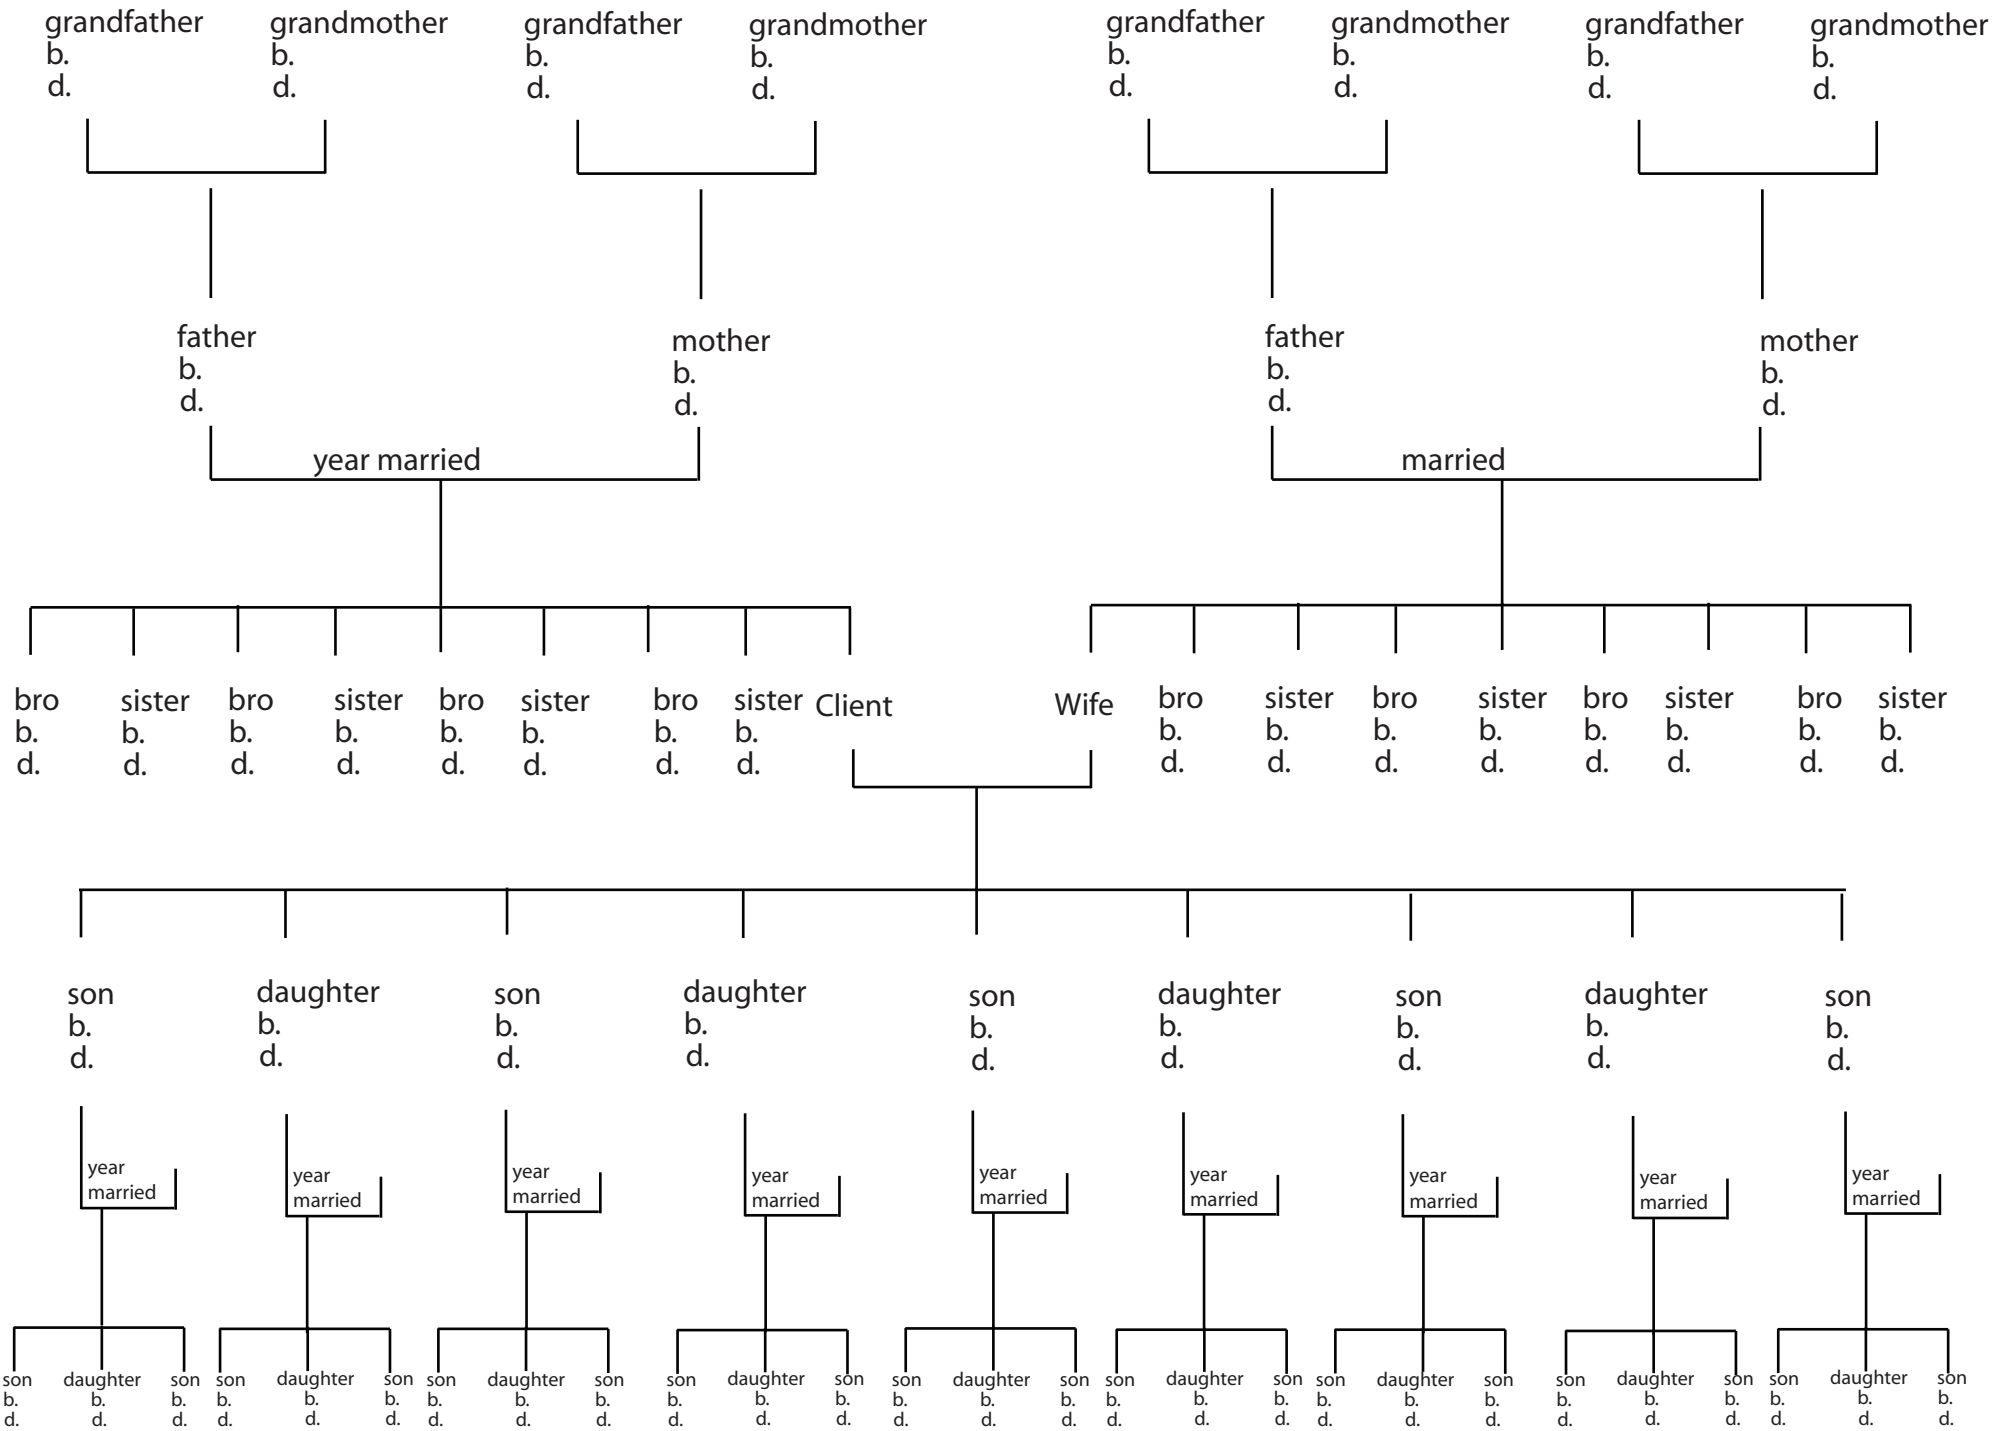 grandfather grandmother grandfather grandmother grandfather grandmother grandfather grandmother
b. b. b. b. b. b. b. b.
d. d. d. d. d. d. d. d.
father mother father mother
b. b. b. b.
d. d. d. d.
year married married
bro sister bro sister bro sister bro sister Client Wife bro sister bro sister bro sister bro sister
b. b. b. b. b. b. b. b. b. b. b. b. b. b. b. b.
d. d. d. d. d. d. d. d. d. d. d. d. d. d. d. d.
son daughter son daughter son daughter son daughter son
b. b. b. b. b. b. b. b. b.
d. d. d. d. d. d. d. d. d.
year year year year year year year year year
married married married married married married married married married
son daughter son son daughter son son daughter son son daughter son son daughter son son daughter son son daughter son son daughter son son daughter son
b. b. b. b. b. b. b. b. b. b. b. b. b. b. b. b. b. b. b. b. b. b. b. b. b. b. b.
d. d. d. d. d. d. d. d. d. d. d. d. d. d. d. d. d. d. d. d. d. d. d. d. d. d. d.